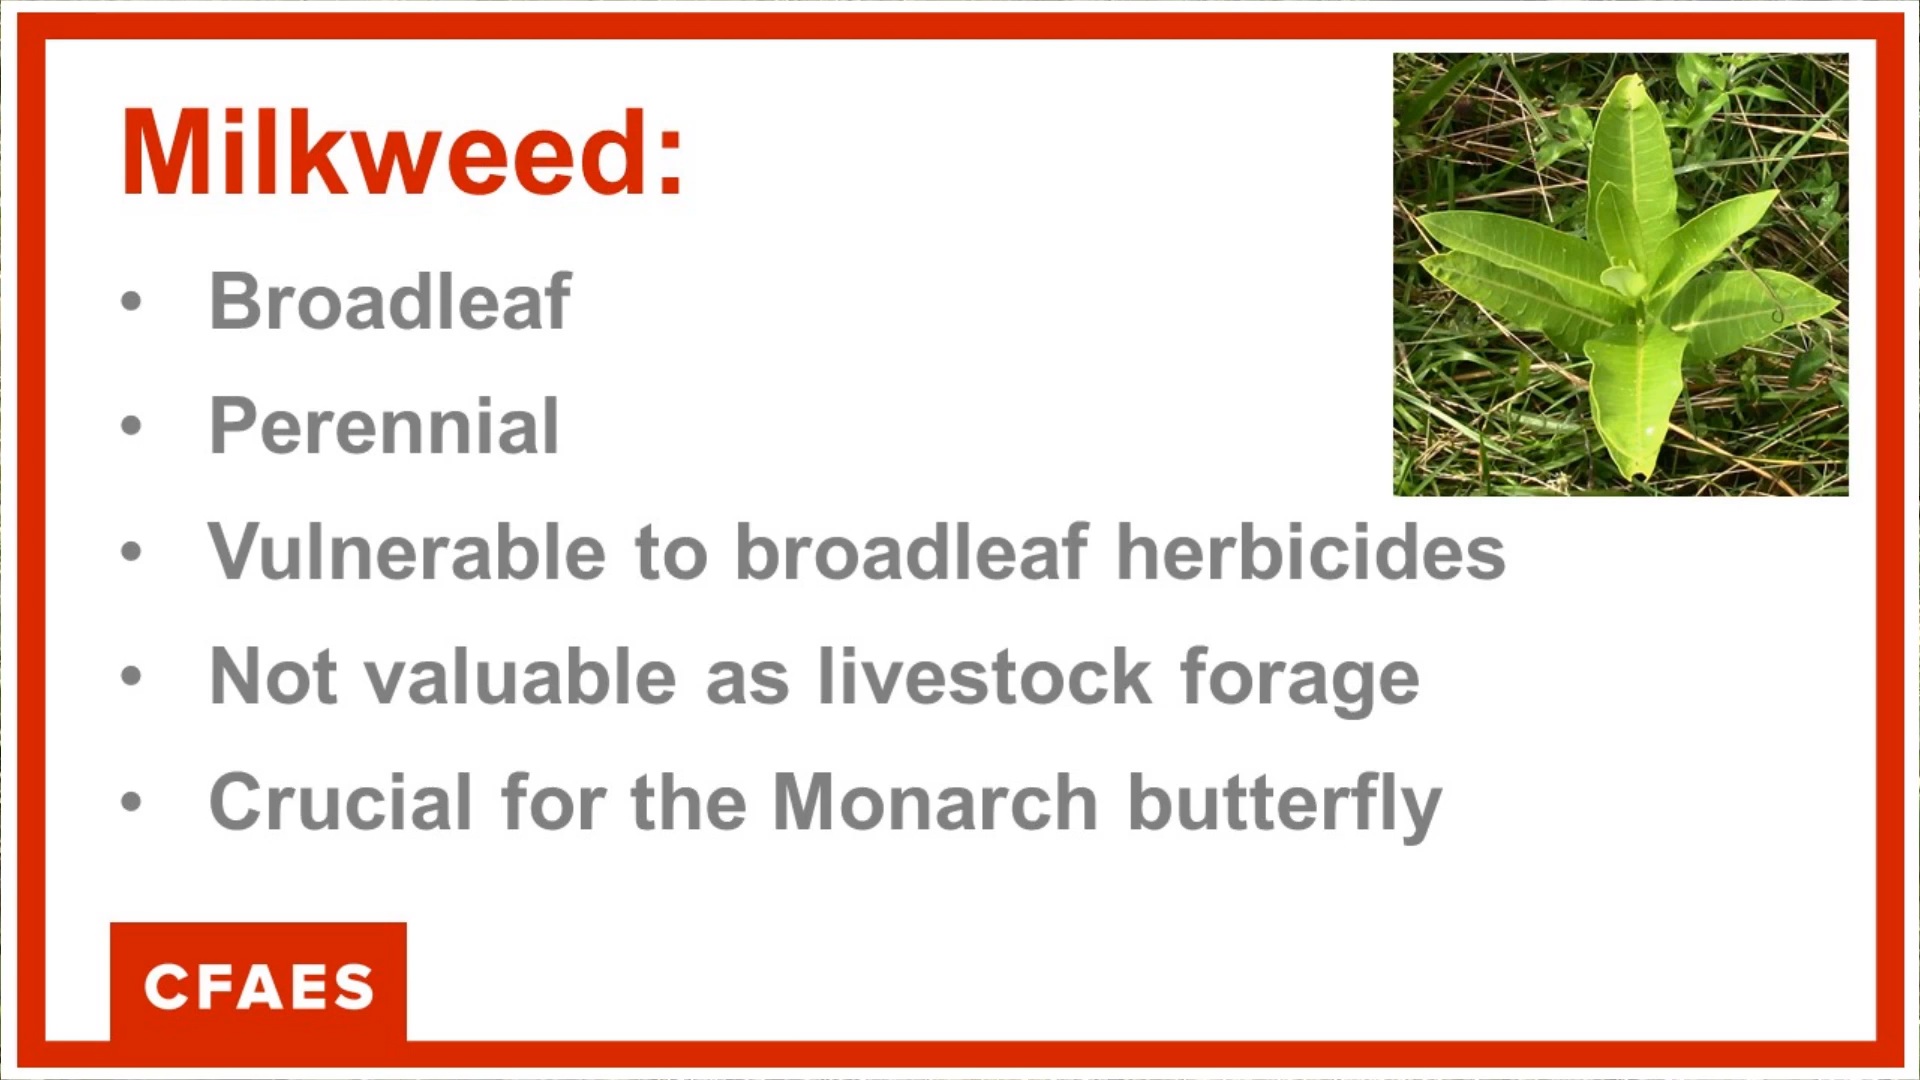 Milkweed:
• Broadleaf
• Perennial
• Vulnerable to broadleaf herbicides
• Not valuable as livestock forage
• Crucial for the Monarch butterfly
CFAES